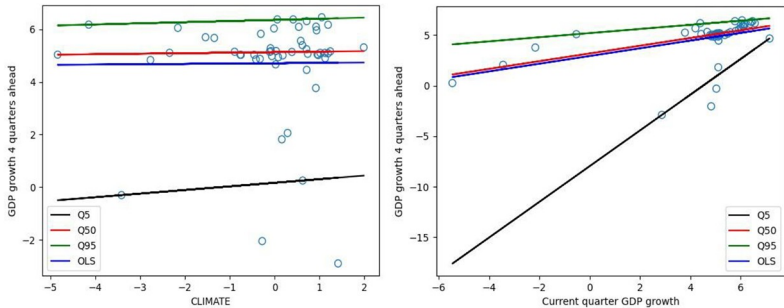 6
4
2
0
−2
GDP growth 4 quarters ahead
Q5
Q50
Q95
OLS
−5 −4 −3 −2 −1 0 1 2
CLIMATE
5
0
−5
−10
−15
GDP growth 4 quarters ahead
Q5
Q50
Q95
OLS
−6 −4 −2 0 2 4 6
Current quarter GDP growth